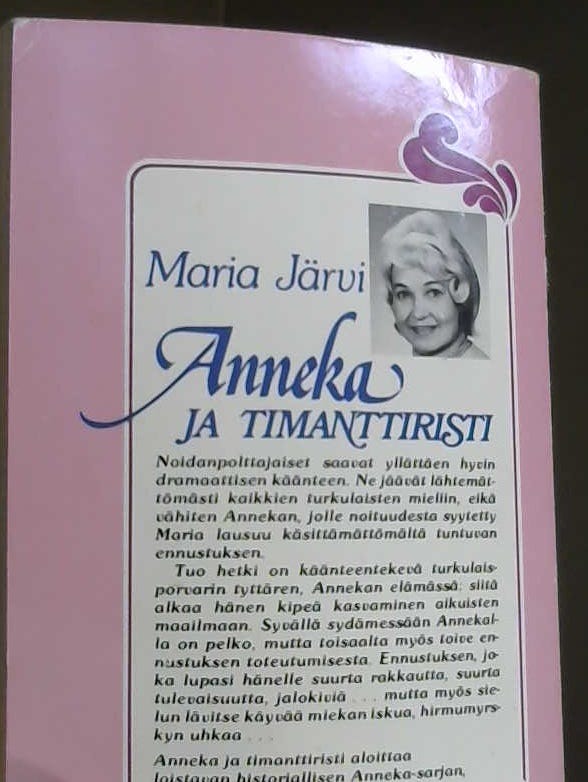 Maria Järvi
Anneka
JA TIMANTTIRISTI
Noidanpolttajaiset saavat yllättäen hyvin
dramaattisen käänteen. Ne jäävät lähtemät-
tömästi kaikkien turkulaisten mieliin, eikä
vähiten Annekan, jolle noituudesta syytetty
Maria lausuu käsittämättömältä tuntuvan
ennustuksen.
Tuo hetki on käänteentekevä turkulais-
porvarin tyttären, Annekan elämässä: siitä
alkaa hänen kipeä kasvaminen aikuisten
maailmaan. Syvällä sydämessään Annekal-
la on pelko, mutta toisaalta myös toive en-
nustuksen toteutumisesta. Ennustuksen, jo-
ka lupasi hänelle suurta rakkautta, suurta
tulevaisuutta, jalokiviä . . . mutta myös sie-
lun lävitse käyvää miekan iskua, hirmumyrs-
kyn uhkaa . . .
Anneka ja timanttiristi aloittaa
loistavan historiallisen Anneka-sarjan,